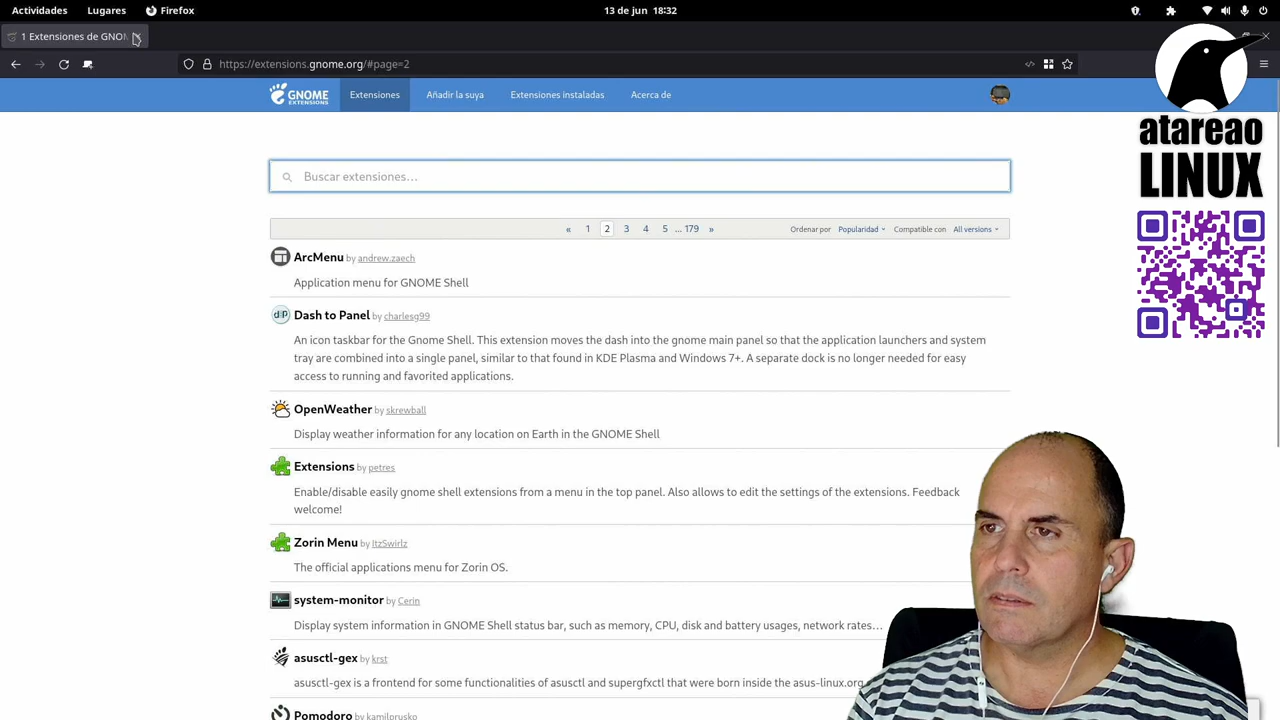 Actividades Lugares Firefox 13 de jun 18:32
1 Extensiones de GNO
https://extensions.gnome.org/#page=2
GNOME EXTENSIONS Extensiones Añadir la suya Extensiones instaladas Acerca de
atareao
LINUX
Buscar extensiones...
« 1 2 3 4 5 ... 179 » Ordenar por Popularidad Compatible con All versions
ArcMenu by andrew.zaech
Application menu for GNOME Shell
Dash to Panel by charlesg99
An icon taskbar for the Gnome Shell. This extension moves the dash into the gnome main panel so that the application launchers and system
tray are combined into a single panel, similar to that found in KDE Plasma and Windows 7+. A separate dock is no longer needed for easy
access to running and favorited applications.
OpenWeather by skrewball
Display weather information for any location on Earth in the GNOME Shell
Extensions by petres
Enable/disable easily gnome shell extensions from a menu in the top panel. Also allows to edit the settings of the extensions. Feedback
welcome!
Zorin Menu by ItzSwirlz
The official applications menu for Zorin OS.
system-monitor by Cerin
Display system information in GNOME Shell status bar, such as memory, CPU, disk and battery usages, network rates…
asusctl-gex by krst
asusctl-gex is a frontend for some functionalities of asusctl and supergfxctl that were born inside the asus-linux.org
Pomodoro by kamilprusko